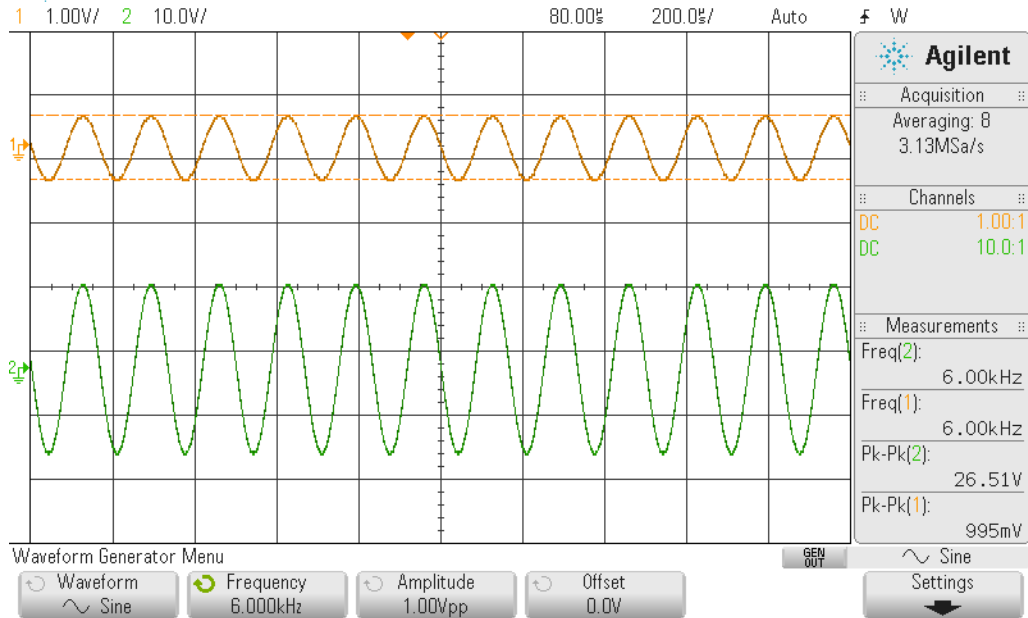 1 1.00V/ 2 10.0V/ 80.00µs 200.0µs/ Auto W
Agilent
Acquisition
Averaging: 8
3.13MSa/s
Channels
DC 1.00:1
DC 10.0:1
Measurements
Freq(2):
6.00kHz
Freq(1):
6.00kHz
Pk-Pk(2):
26.51V
Pk-Pk(1):
995mV
1
2
Waveform Generator Menu GEN OUT Sine
Waveform Frequency Amplitude Offset Settings
Sine 6.000kHz 1.00Vpp 0.0V